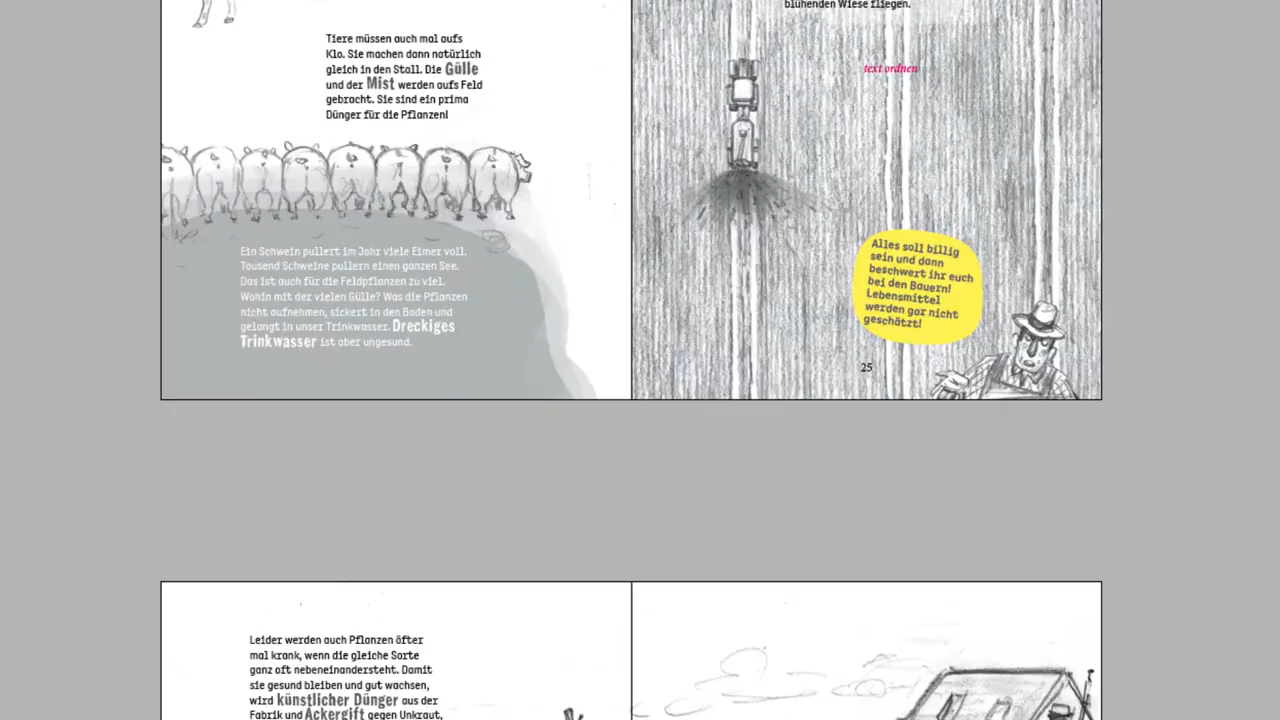 Tiere müssen auch mal aufs
Klo. Sie machen dann natürlich
gleich in den Stall. Die Gülle
und der Mist werden aufs Feld
gebracht. Sie sind ein prima
Dünger für die Pflanzen!
Ein Schwein pullert im Jahr viele Eimer voll.
Tausend Schweine pullern einen ganzen See.
Das ist auch für die Feldpflanzen zu viel.
Wohin mit der vielen Gülle? Was die Pflanzen
nicht aufnehmen, sickert in den Boden und
gelangt in unser Trinkwasser. Dreckiges
Trinkwasser ist aber ungesund.
blühenden Wiese fliegen.
text ordnen
Alles soll billig
sein und dann
beschwert ihr euch
bei den Bauern!
Lebensmittel
werden gar nicht
geschätzt!
25
Leider werden auch Pflanzen öfter
mal krank, wenn die gleiche Sorte
ganz oft nebeneinandersteht. Damit
sie gesund bleiben und gut wachsen,
wird künstlicher Dünger aus der
Fabrik und Ackergift gegen Unkraut,